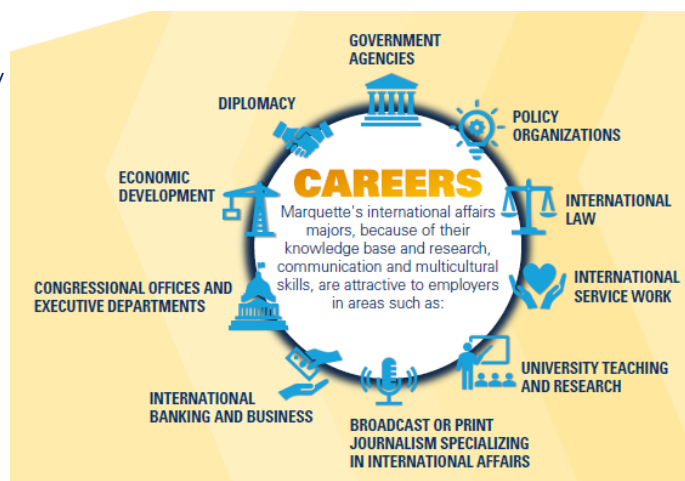 GOVERNMENT
AGENCIES
y
DIPLOMACY
POLICY
ORGANIZATIONS
ECONOMIC
DEVELOPMENT
CAREERS
Marquette's international affairs
majors, because of their
knowledge base and research,
communication and multicultural
skills, are attractive to employers
in areas such as:
INTERNATIONAL
LAW
CONGRESSIONAL OFFICES AND
EXECUTIVE DEPARTMENTS
INTERNATIONAL
SERVICE WORK
UNIVERSITY TEACHING
AND RESEARCH
INTERNATIONAL
BANKING AND BUSINESS
BROADCAST OR PRINT
JOURNALISM SPECIALIZING
IN INTERNATIONAL AFFAIRS